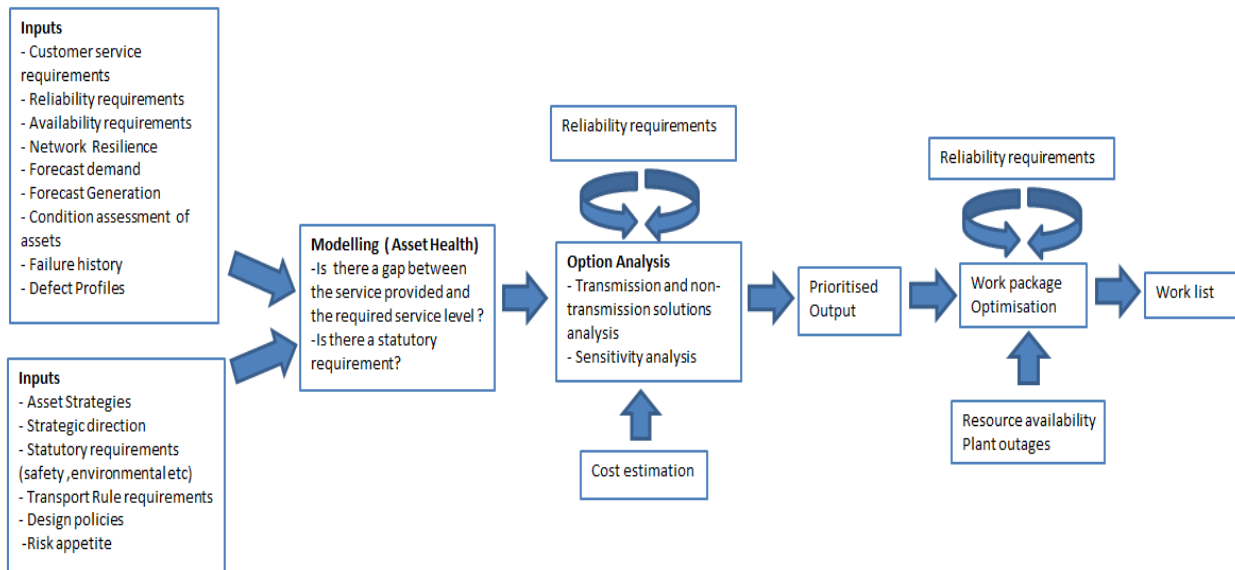 Inputs
- Customer service
requirements
- Reliability requirements
- Availability requirements
- Network Resilience
- Forecast demand
- Forecast Generation
- Condition assessment of
assets
- Failure history
- Defect Profiles
Inputs
- Asset Strategies
- Strategic direction
- Statutory requirements
(safety ,environmental etc)
- Transport Rule requirements
- Design policies
-Risk appetite
Modelling ( Asset Health)
-Is there a gap between
the service provided and
the required service level ?
-Is there a statutory
requirement?
Reliability requirements
Option Analysis
- Transmission and non-
transmission solutions
analysis
- Sensitivity analysis
Cost estimation
Prioritised
Output
Reliability requirements
Work package
Optimisation
Resource availability
Plant outages
Work list